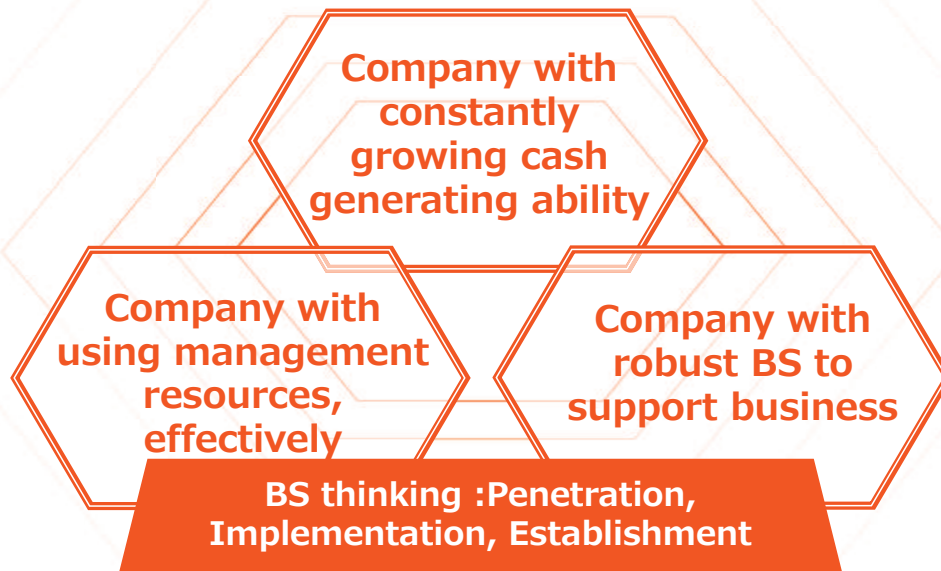 Company with
constantly
growing cash
generating ability
Company with
using management
resources,
effectively
Company with
robust BS to
support business
BS thinking :Penetration,
Implementation, Establishment